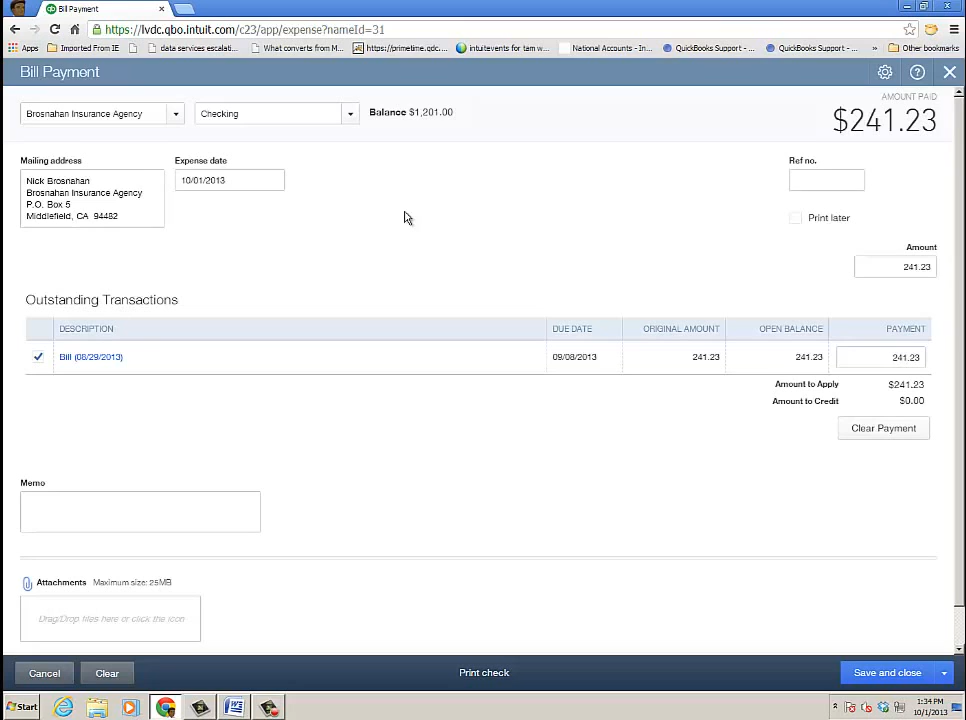 Bill Payment
https://lvdc.qbo.intuit.com/c23/app/expense?nameId=31
Apps
Imported From IE
data services escalati...
What converts from M...
https://primetime.qdc....
intuitevents for tam w...
National Accounts - In...
QuickBooks Support - ...
QuickBooks Support - ...
»
Other bookmarks
Bill Payment
AMOUNT PAID
Brosnahan Insurance Agency
Checking
Balance $1,201.00
$241.23
Mailing address
Expense date
Ref no.
Nick Brosnahan
Brosnahan Insurance Agency
P.O. Box 5
Middlefield, CA 94482
10/01/2013
Print later
Amount
241.23
Outstanding Transactions
DESCRIPTION DUE DATE ORIGINAL AMOUNT OPEN BALANCE PAYMENT
Bill (08/29/2013) 09/08/2013 241.23 241.23 241.23
Amount to Apply $241.23
Amount to Credit $0.00
Clear Payment
Memo
Attachments Maximum size: 25MB
Drag/Drop files here or click the icon
Cancel
Clear
Print check
Save and close
Start
1:34 PM
10/1/2013